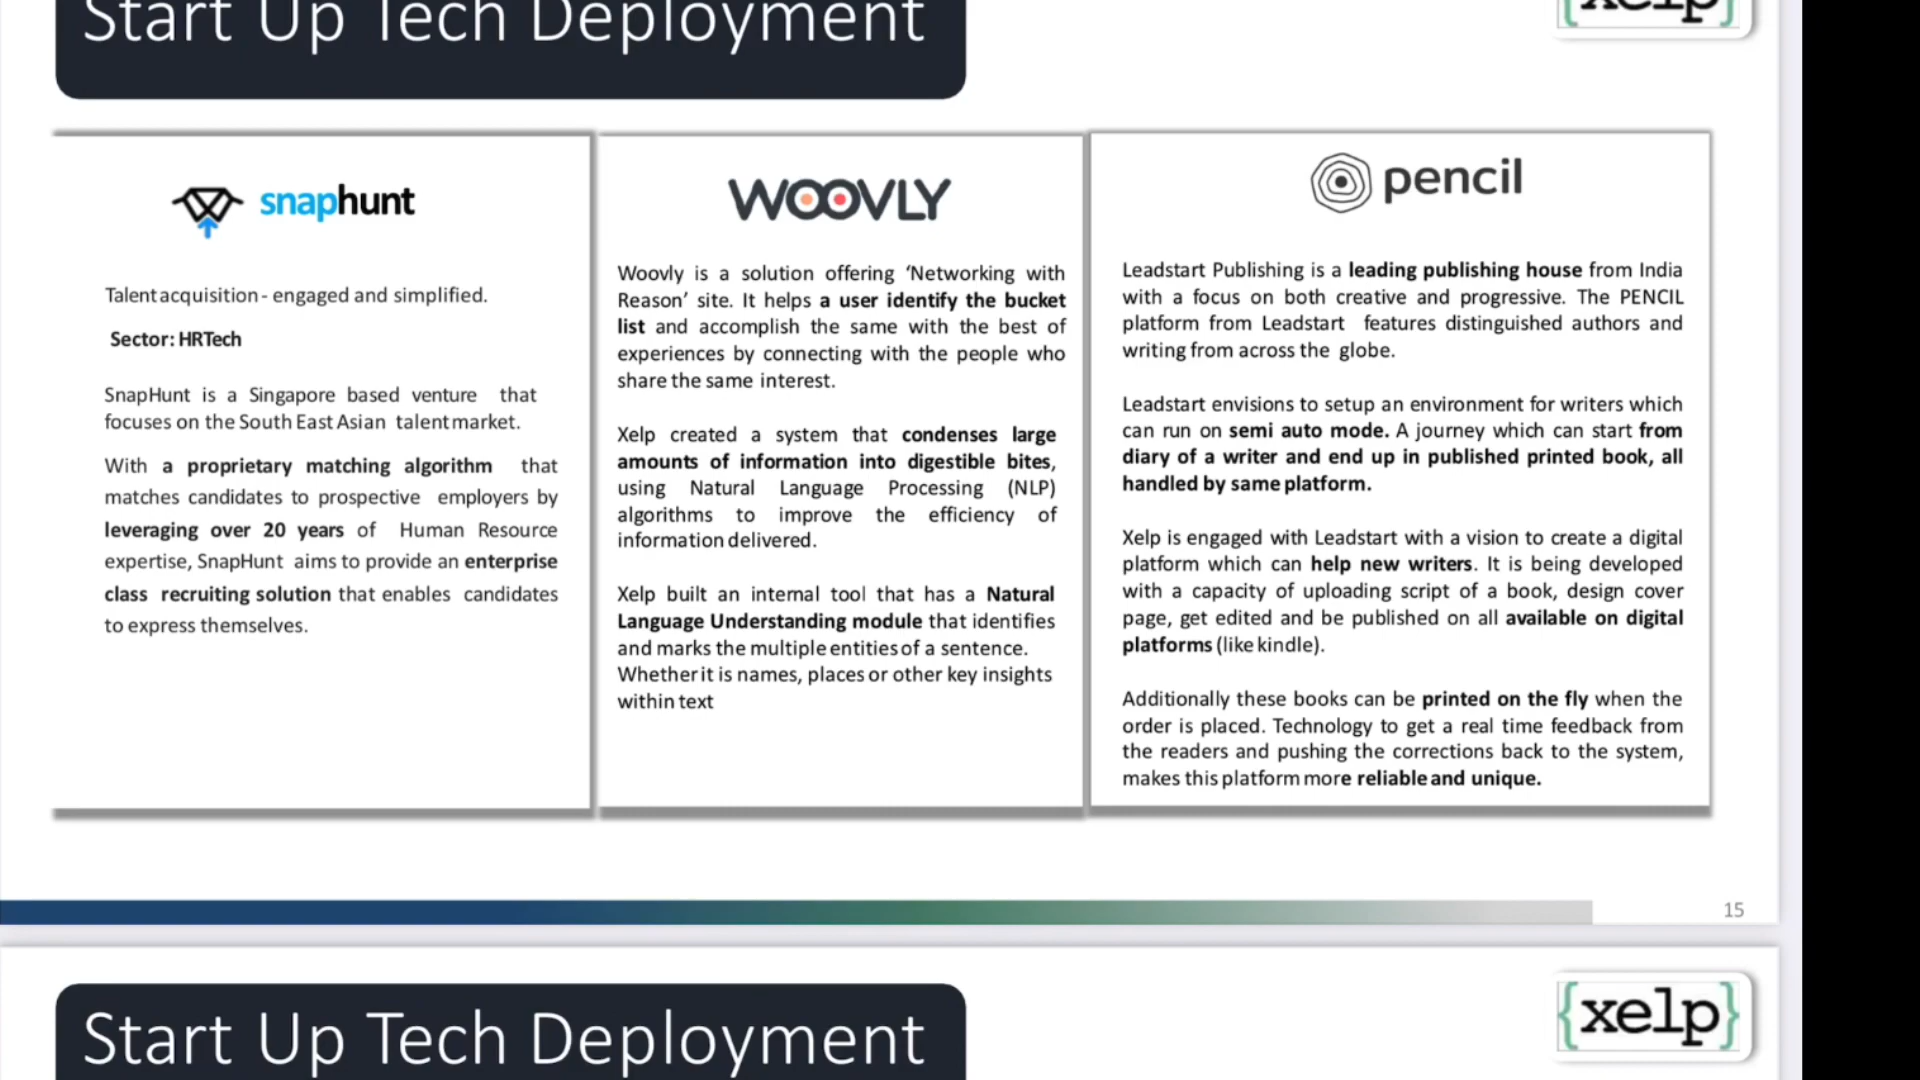 Start Up Tech Deployment
{xelp}
snaphunt
Talent acquisition - engaged and simplified.
Sector: HRTech
SnapHunt is a Singapore based venture that
focuses on the South East Asian talent market.
With a proprietary matching algorithm that
matches candidates to prospective employers by
leveraging over 20 years of Human Resource
expertise, SnapHunt aims to provide an enterprise
class recruiting solution that enables candidates
to express themselves.
WOOVLY
Woovly is a solution offering ‘Networking with
Reason’ site. It helps a user identify the bucket
list and accomplish the same with the best of
experiences by connecting with the people who
share the same interest.
Xelp created a system that condenses large
amounts of information into digestible bites,
using Natural Language Processing (NLP)
algorithms to improve the efficiency of
information delivered.
Xelp built an internal tool that has a Natural
Language Understanding module that identifies
and marks the multiple entities of a sentence.
Whether it is names, places or other key insights
within text
pencil
Leadstart Publishing is a leading publishing house from India
with a focus on both creative and progressive. The PENCIL
platform from Leadstart features distinguished authors and
writing from across the globe.
Leadstart envisions to setup an environment for writers which
can run on semi auto mode. A journey which can start from
diary of a writer and end up in published printed book, all
handled by same platform.
Xelp is engaged with Leadstart with a vision to create a digital
platform which can help new writers. It is being developed
with a capacity of uploading script of a book, design cover
page, get edited and be published on all available on digital
platforms (like kindle).
Additionally these books can be printed on the fly when the
order is placed. Technology to get a real time feedback from
the readers and pushing the corrections back to the system,
makes this platform more reliable and unique.
15
Start Up Tech Deployment
{xelp}